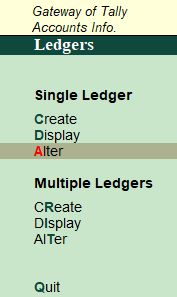 Gateway of Tally
Accounts Info.
Ledgers
Single Ledger
Create
Display
Alter
Multiple Ledgers
CReate
DIsplay
AlTer
Quit